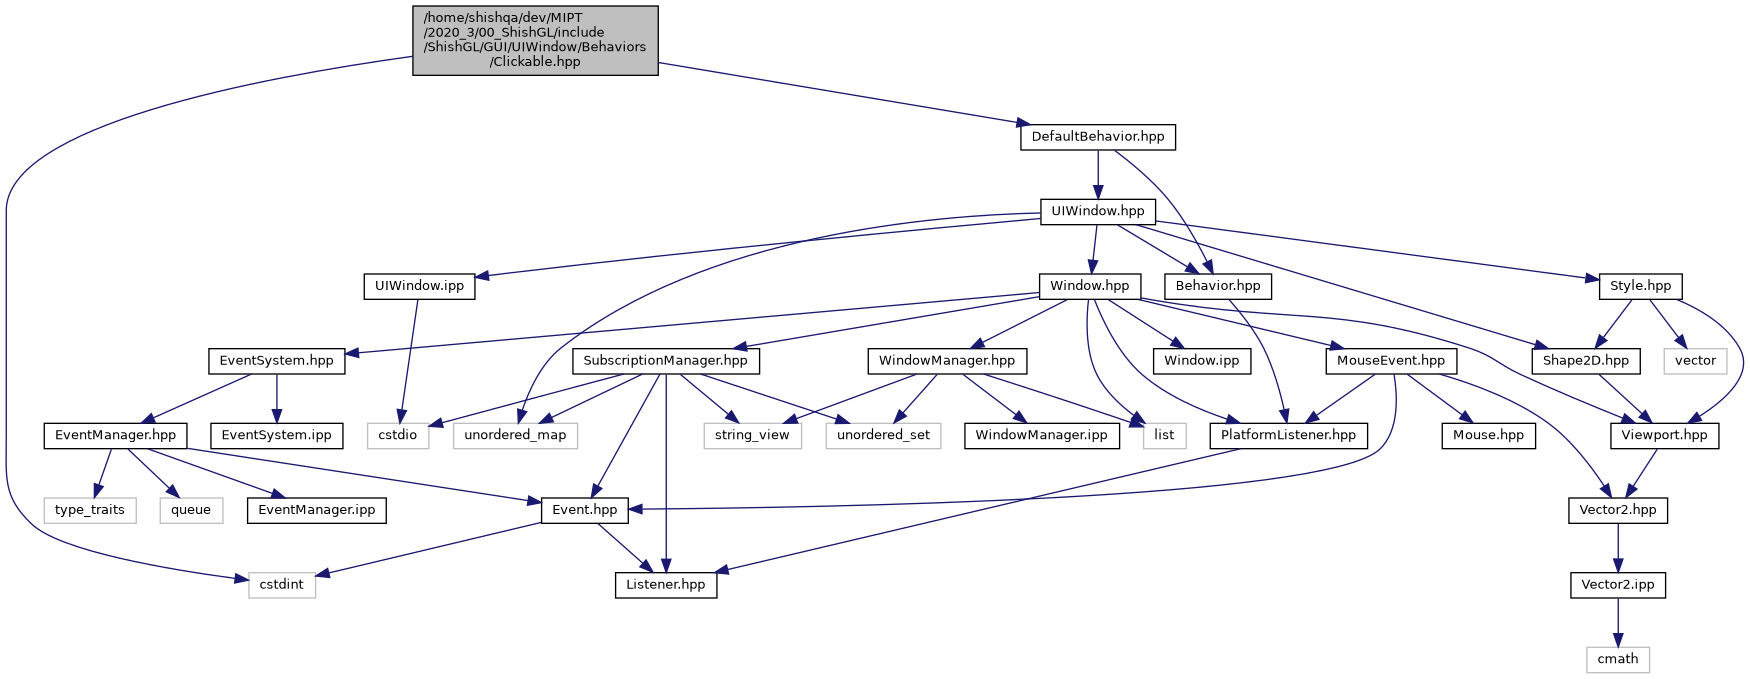 /home/shishqa/dev/MIPT
/2020_3/00_ShishGL/include
/ShishGL/GUI/UIWindow/Behaviors
/Clickable.hpp
DefaultBehavior.hpp
UIWindow.hpp
UIWindow.ipp
Window.hpp
Behavior.hpp
Style.hpp
EventSystem.hpp
SubscriptionManager.hpp
WindowManager.hpp
Window.ipp
MouseEvent.hpp
Shape2D.hpp
vector
EventManager.hpp
EventSystem.ipp
cstdio
unordered_map
string_view
unordered_set
WindowManager.ipp
list
PlatformListener.hpp
Mouse.hpp
Viewport.hpp
type_traits
queue
EventManager.ipp
Event.hpp
Vector2.hpp
cstdint
Listener.hpp
Vector2.ipp
cmath